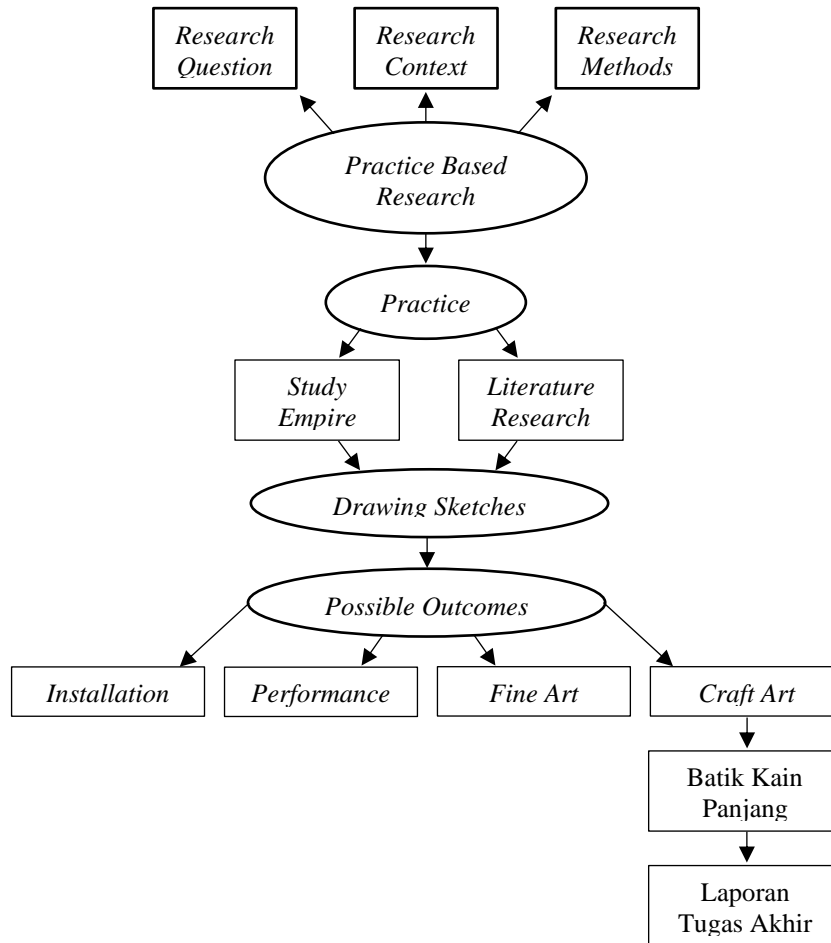 Research
Question
Research
Context
Research
Methods
Practice Based
Research
Practice
Study
Empire
Literature
Research
Drawing Sketches
Possible Outcomes
Installation
Performance
Fine Art
Craft Art
Batik Kain
Panjang
Laporan
Tugas Akhir